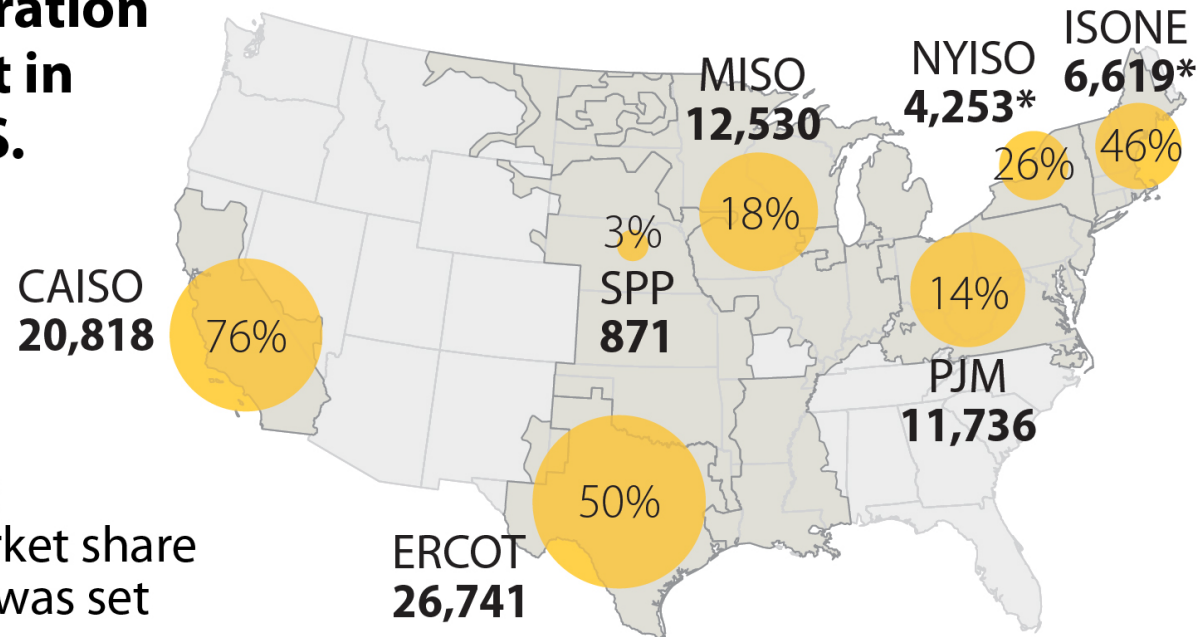 ration
t in
S.
ISONE
6,619*
46%
NYISO
4,253*
26%
MISO
12,530
18%
3%
SPP
871
14%
PJM
11,736
CAISO
20,818
76%
50%
ERCOT
26,741
rket share
was set